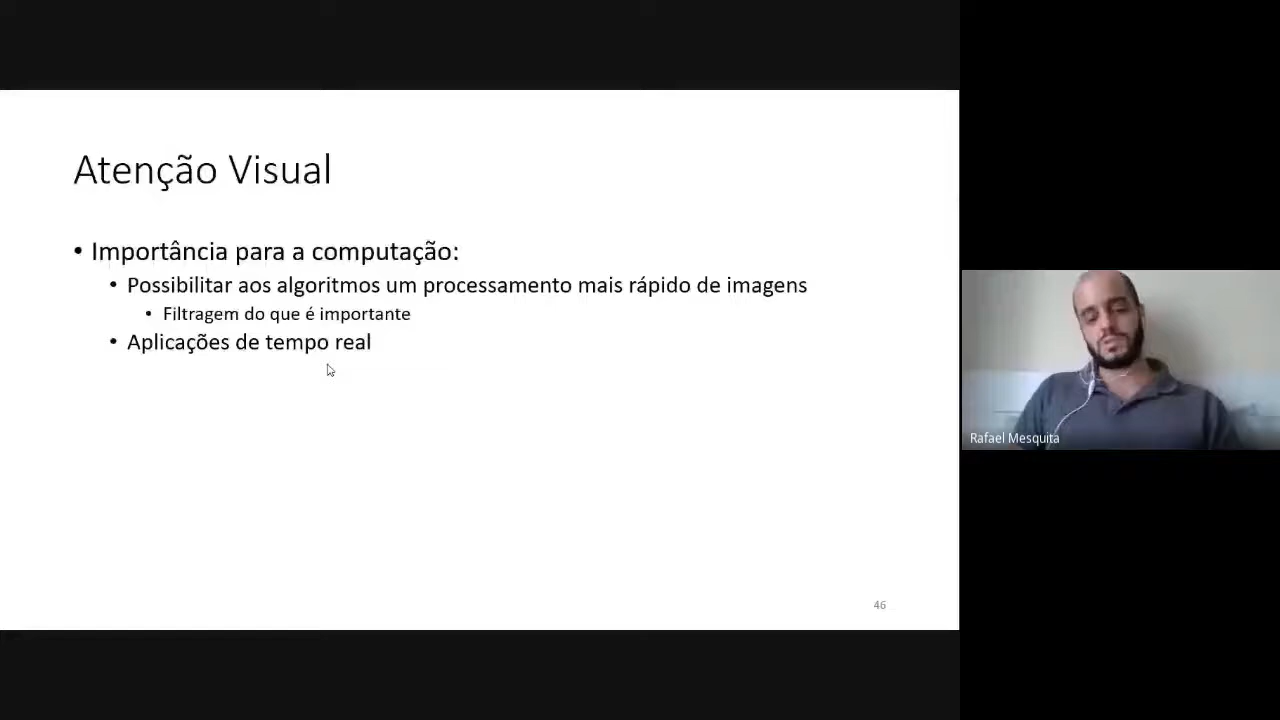 Atenção Visual
• Importância para a computação:
• Possibilitar aos algoritmos um processamento mais rápido de imagens
• Filtragem do que é importante
• Aplicações de tempo real
46
Rafael Mesquita